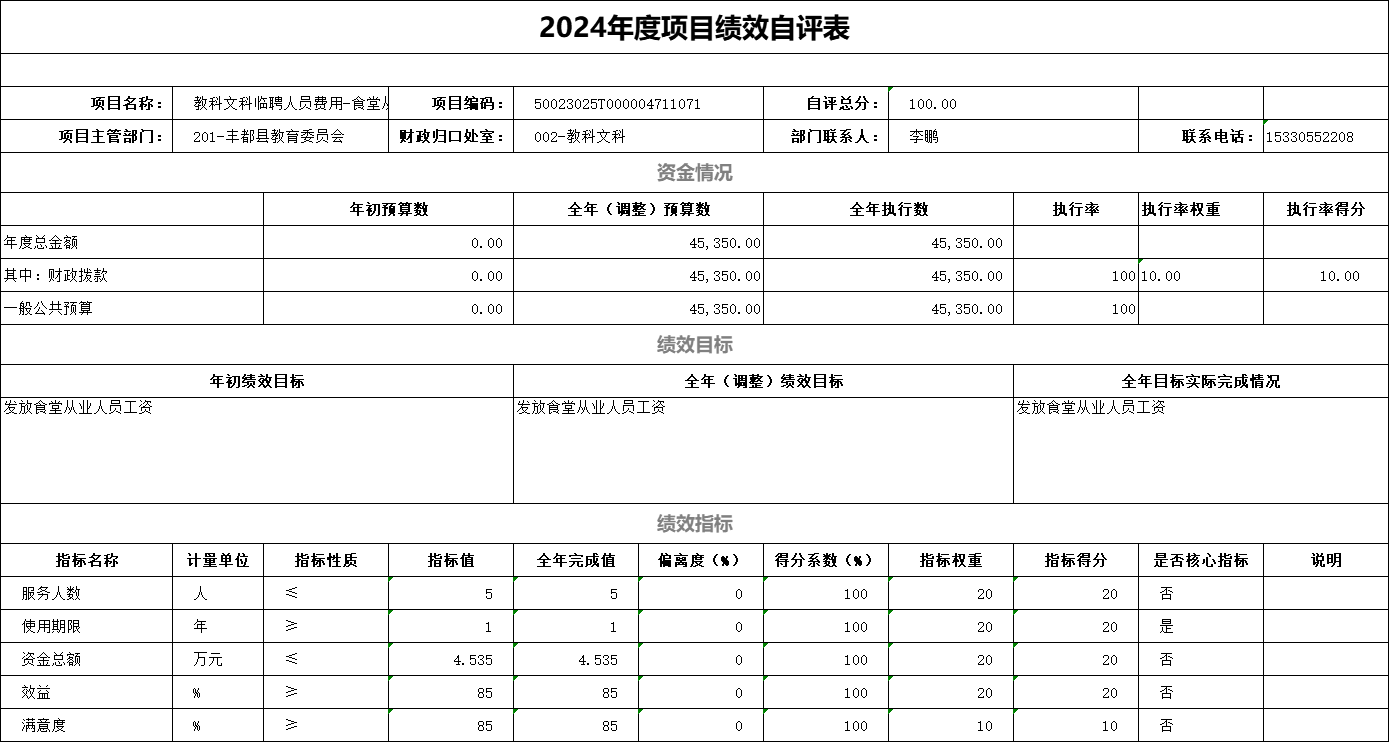 2024年度项目绩效自评表
项目名称： 教科文科临聘人员费用-食堂 项目编码： 50023025T000004711071 自评总分： 100.00
项目主管部门： 201-丰都县教育委员会 财政归口处室： 002-教科文科 部门联系人： 李鹏 联系电话： 15330552208
资金情况
年初预算数 全年（调整）预算数 全年执行数 执行率 执行率权重 执行率得分
年度总金额 0.00 45,350.00 45,350.00
其中：财政拨款 0.00 45,350.00 45,350.00 100 10.00 10.00
一般公共预算 0.00 45,350.00 45,350.00 100
绩效目标
年初绩效目标 全年（调整）绩效目标 全年目标实际完成情况
发放食堂从业人员工资 发放食堂从业人员工资 发放食堂从业人员工资
绩效指标
指标名称 计量单位 指标性质 指标值 全年完成值 偏离度（%） 得分系数（%） 指标权重 指标得分 是否核心指标 说明
服务人数 人 ≤ 5 5 0 100 20 20 否
使用期限 年 ≥ 1 1 0 100 20 20 是
资金总额 万元 ≤ 4.535 4.535 0 100 20 20 否
效益 % ≥ 85 85 0 100 20 20 否
满意度 % ≥ 85 85 0 100 10 10 否